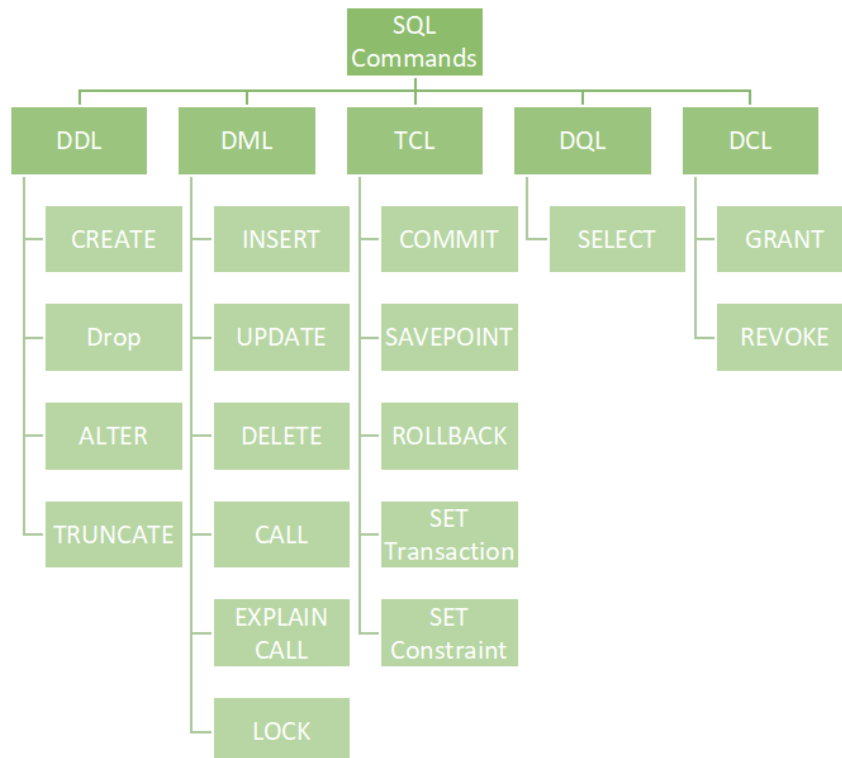 SQL
Commands
DDL
DML
TCL
DQL
DCL
CREATE
Drop
ALTER
TRUNCATE
INSERT
UPDATE
DELETE
CALL
EXPLAIN
CALL
LOCK
COMMIT
SAVEPOINT
ROLLBACK
SET
Transaction
SET
Constraint
SELECT
GRANT
REVOKE